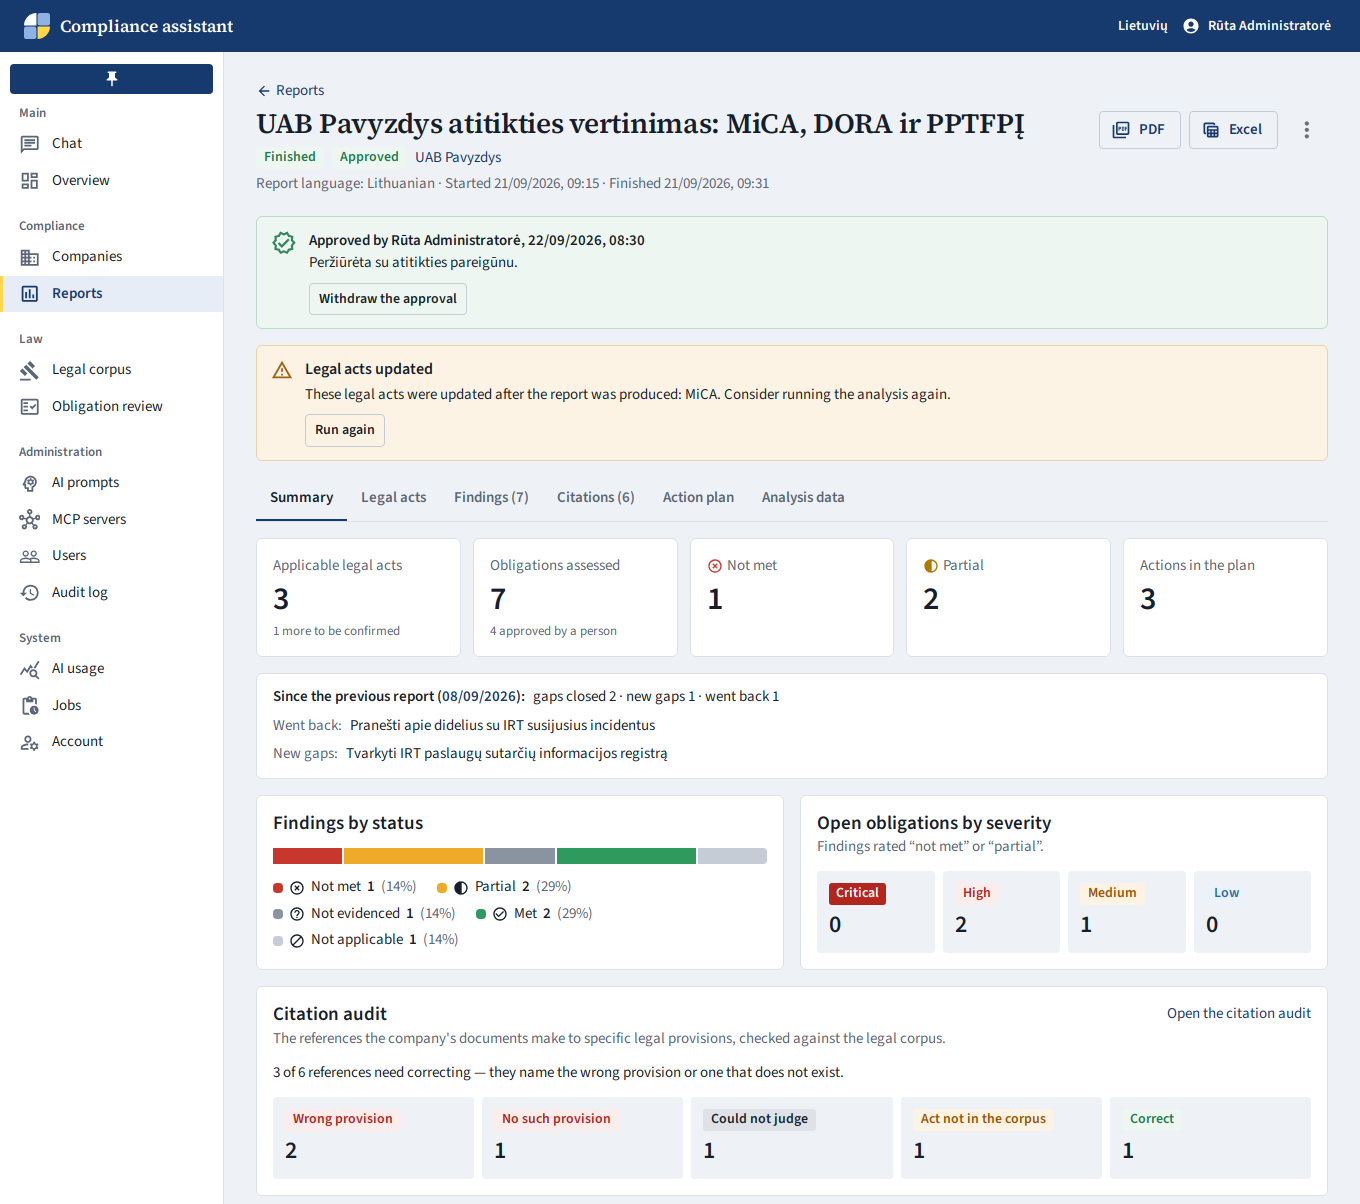 Compliance assistant
Lietuvių
Rūta Administratorė
Main
Chat
Overview
Compliance
Companies
Reports
Law
Legal corpus
Obligation review
Administration
AI prompts
MCP servers
Users
Audit log
System
AI usage
Jobs
Account
← Reports
UAB Pavyzdys atitikties vertinimas: MiCA, DORA ir PPTFPĮ
PDF
Excel
Finished Approved UAB Pavyzdys
Report language: Lithuanian · Started 21/09/2026, 09:15 · Finished 21/09/2026, 09:31
Approved by Rūta Administratorė, 22/09/2026, 08:30
Peržiūrėta su atitikties pareigūnu.
Withdraw the approval
Legal acts updated
These legal acts were updated after the report was produced: MiCA. Consider running the analysis again.
Run again
Summary Legal acts Findings (7) Citations (6) Action plan Analysis data
Applicable legal acts
3
1 more to be confirmed
Obligations assessed
7
4 approved by a person
Not met
1
Partial
2
Actions in the plan
3
Since the previous report (08/09/2026): gaps closed 2 · new gaps 1 · went back 1
Went back: Pranešti apie didelius su IRT susijusius incidentus
New gaps: Tvarkyti IRT paslaugų sutarčių informacijos registrą
Findings by status
Not met 1 (14%) Partial 2 (29%)
Not evidenced 1 (14%) Met 2 (29%)
Not applicable 1 (14%)
Open obligations by severity
Findings rated “not met” or “partial”.
Critical
0
High
2
Medium
1
Low
0
Citation audit
Open the citation audit
The references the company's documents make to specific legal provisions, checked against the legal corpus.
3 of 6 references need correcting — they name the wrong provision or one that does not exist.
Wrong provision
2
No such provision
1
Could not judge
1
Act not in the corpus
1
Correct
1